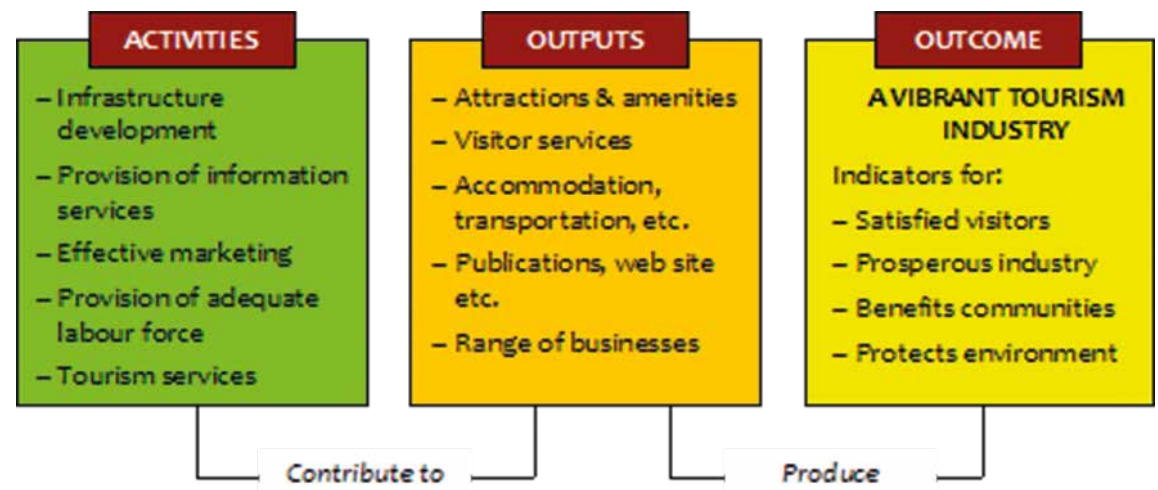 ACTIVITIES
– Infrastructure
development
– Provision of information
services
– Effective marketing
– Provision of adequate
labour force
– Tourism services
OUTPUTS
– Attractions & amenities
– Visitor services
– Accommodation,
transportation, etc.
– Publications, web site
etc.
– Range of businesses
OUTCOME
A VIBRANT TOURISM
INDUSTRY
Indicators for:
– Satisfied visitors
– Prosperous industry
– Benefits communities
– Protects environment
Contribute to
Produce